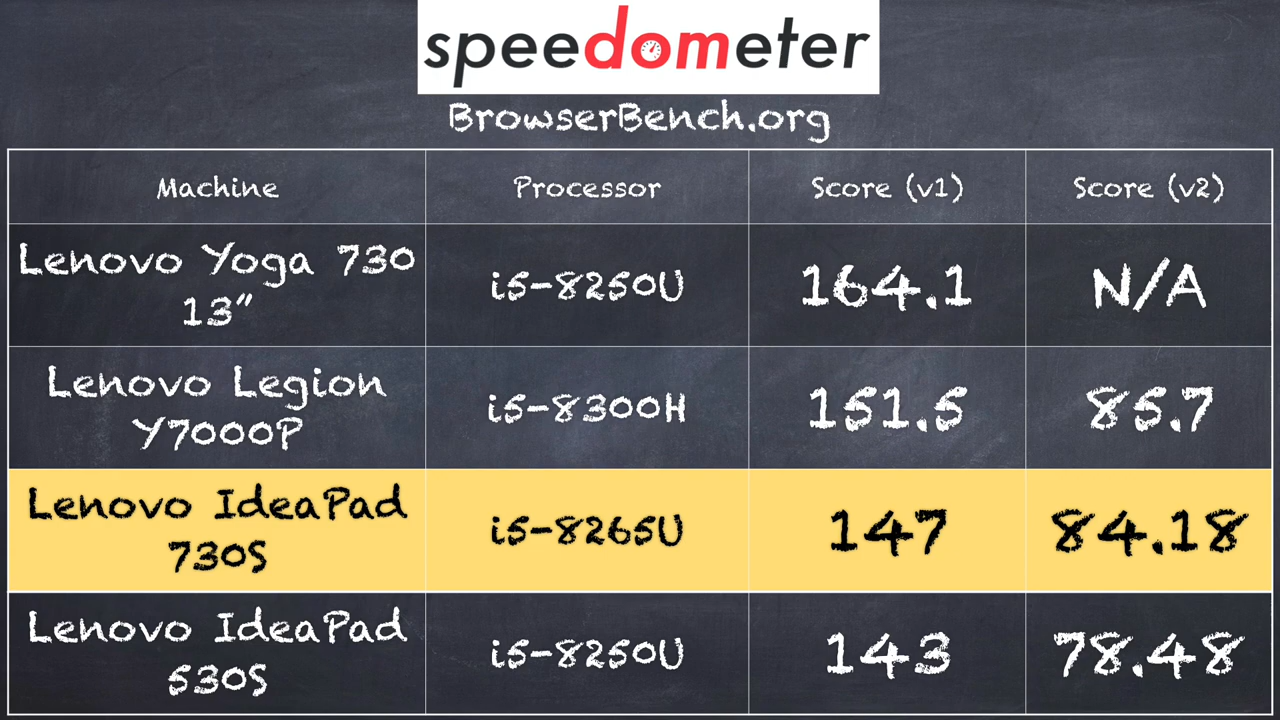 speedometer
BrowserBench.org
Machine Processor Score (v1) Score (v2)
Lenovo Yoga 730
13” i5-8250U 164.1 N/A
Lenovo Legion
Y7000P i5-8300H 151.5 85.7
Lenovo IdeaPad
730S i5-8265U 147 84.18
Lenovo IdeaPad
530S i5-8250U 143 78.48